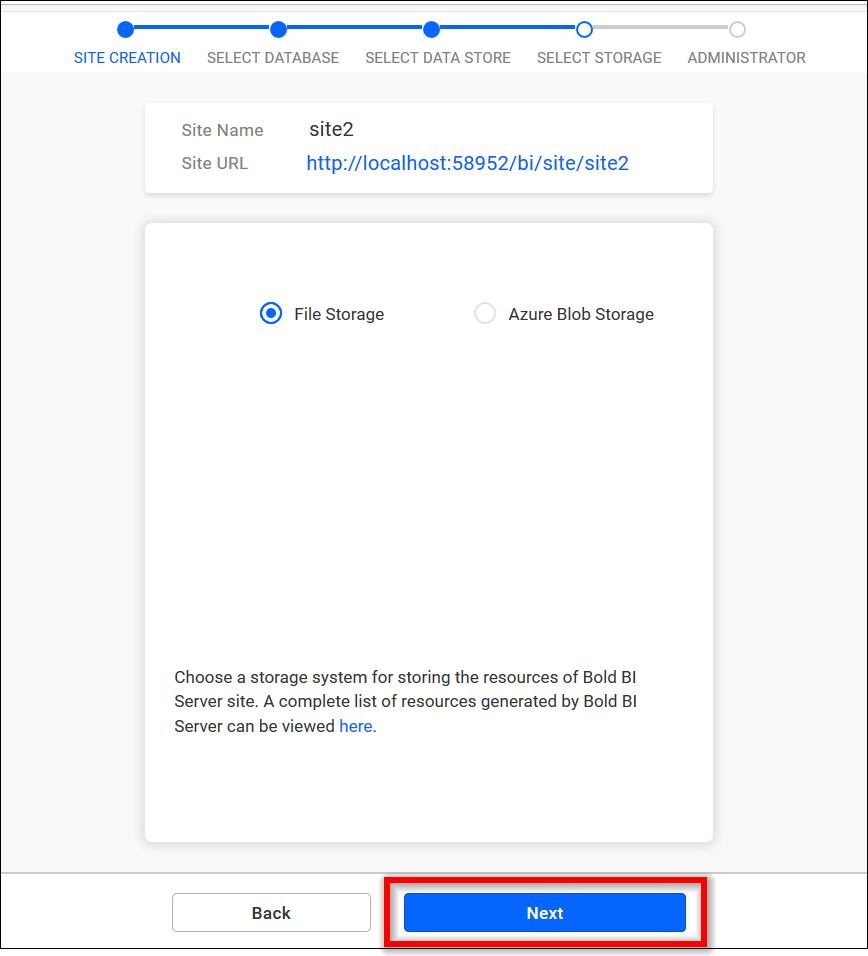 SITE CREATION SELECT DATABASE SELECT DATA STORE SELECT STORAGE ADMINISTRATOR
Site Name site2
Site URL http://localhost:58952/bi/site/site2
File Storage Azure Blob Storage
Choose a storage system for storing the resources of Bold BI
Server site. A complete list of resources generated by Bold BI
Server can be viewed here.
Back Next